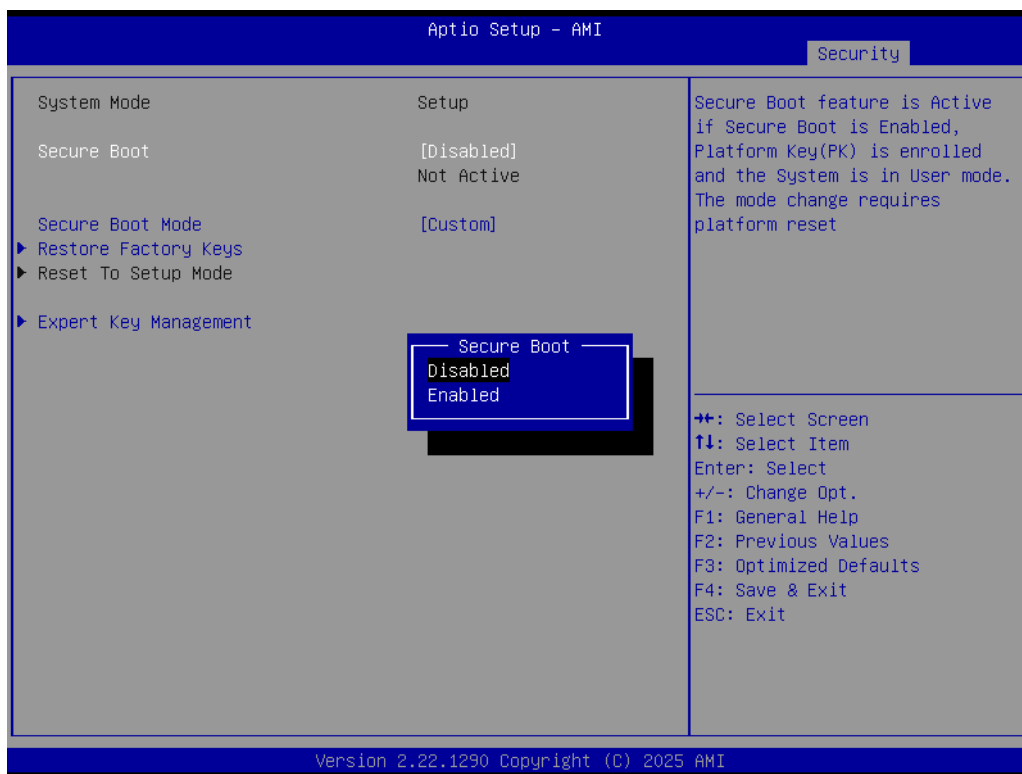 Aptio Setup – AMI
Security
System Mode Setup
Secure Boot [Disabled]
Not Active
Secure Boot Mode [Custom]
Restore Factory Keys
Reset To Setup Mode
Expert Key Management
Secure Boot
Disabled
Enabled
Secure Boot feature is Active
if Secure Boot is Enabled,
Platform Key(PK) is enrolled
and the System is in User mode.
The mode change requires
platform reset
→←: Select Screen
↑↓: Select Item
Enter: Select
+/-: Change Opt.
F1: General Help
F2: Previous Values
F3: Optimized Defaults
F4: Save & Exit
ESC: Exit
Version 2.22.1290 Copyright (C) 2025 AMI